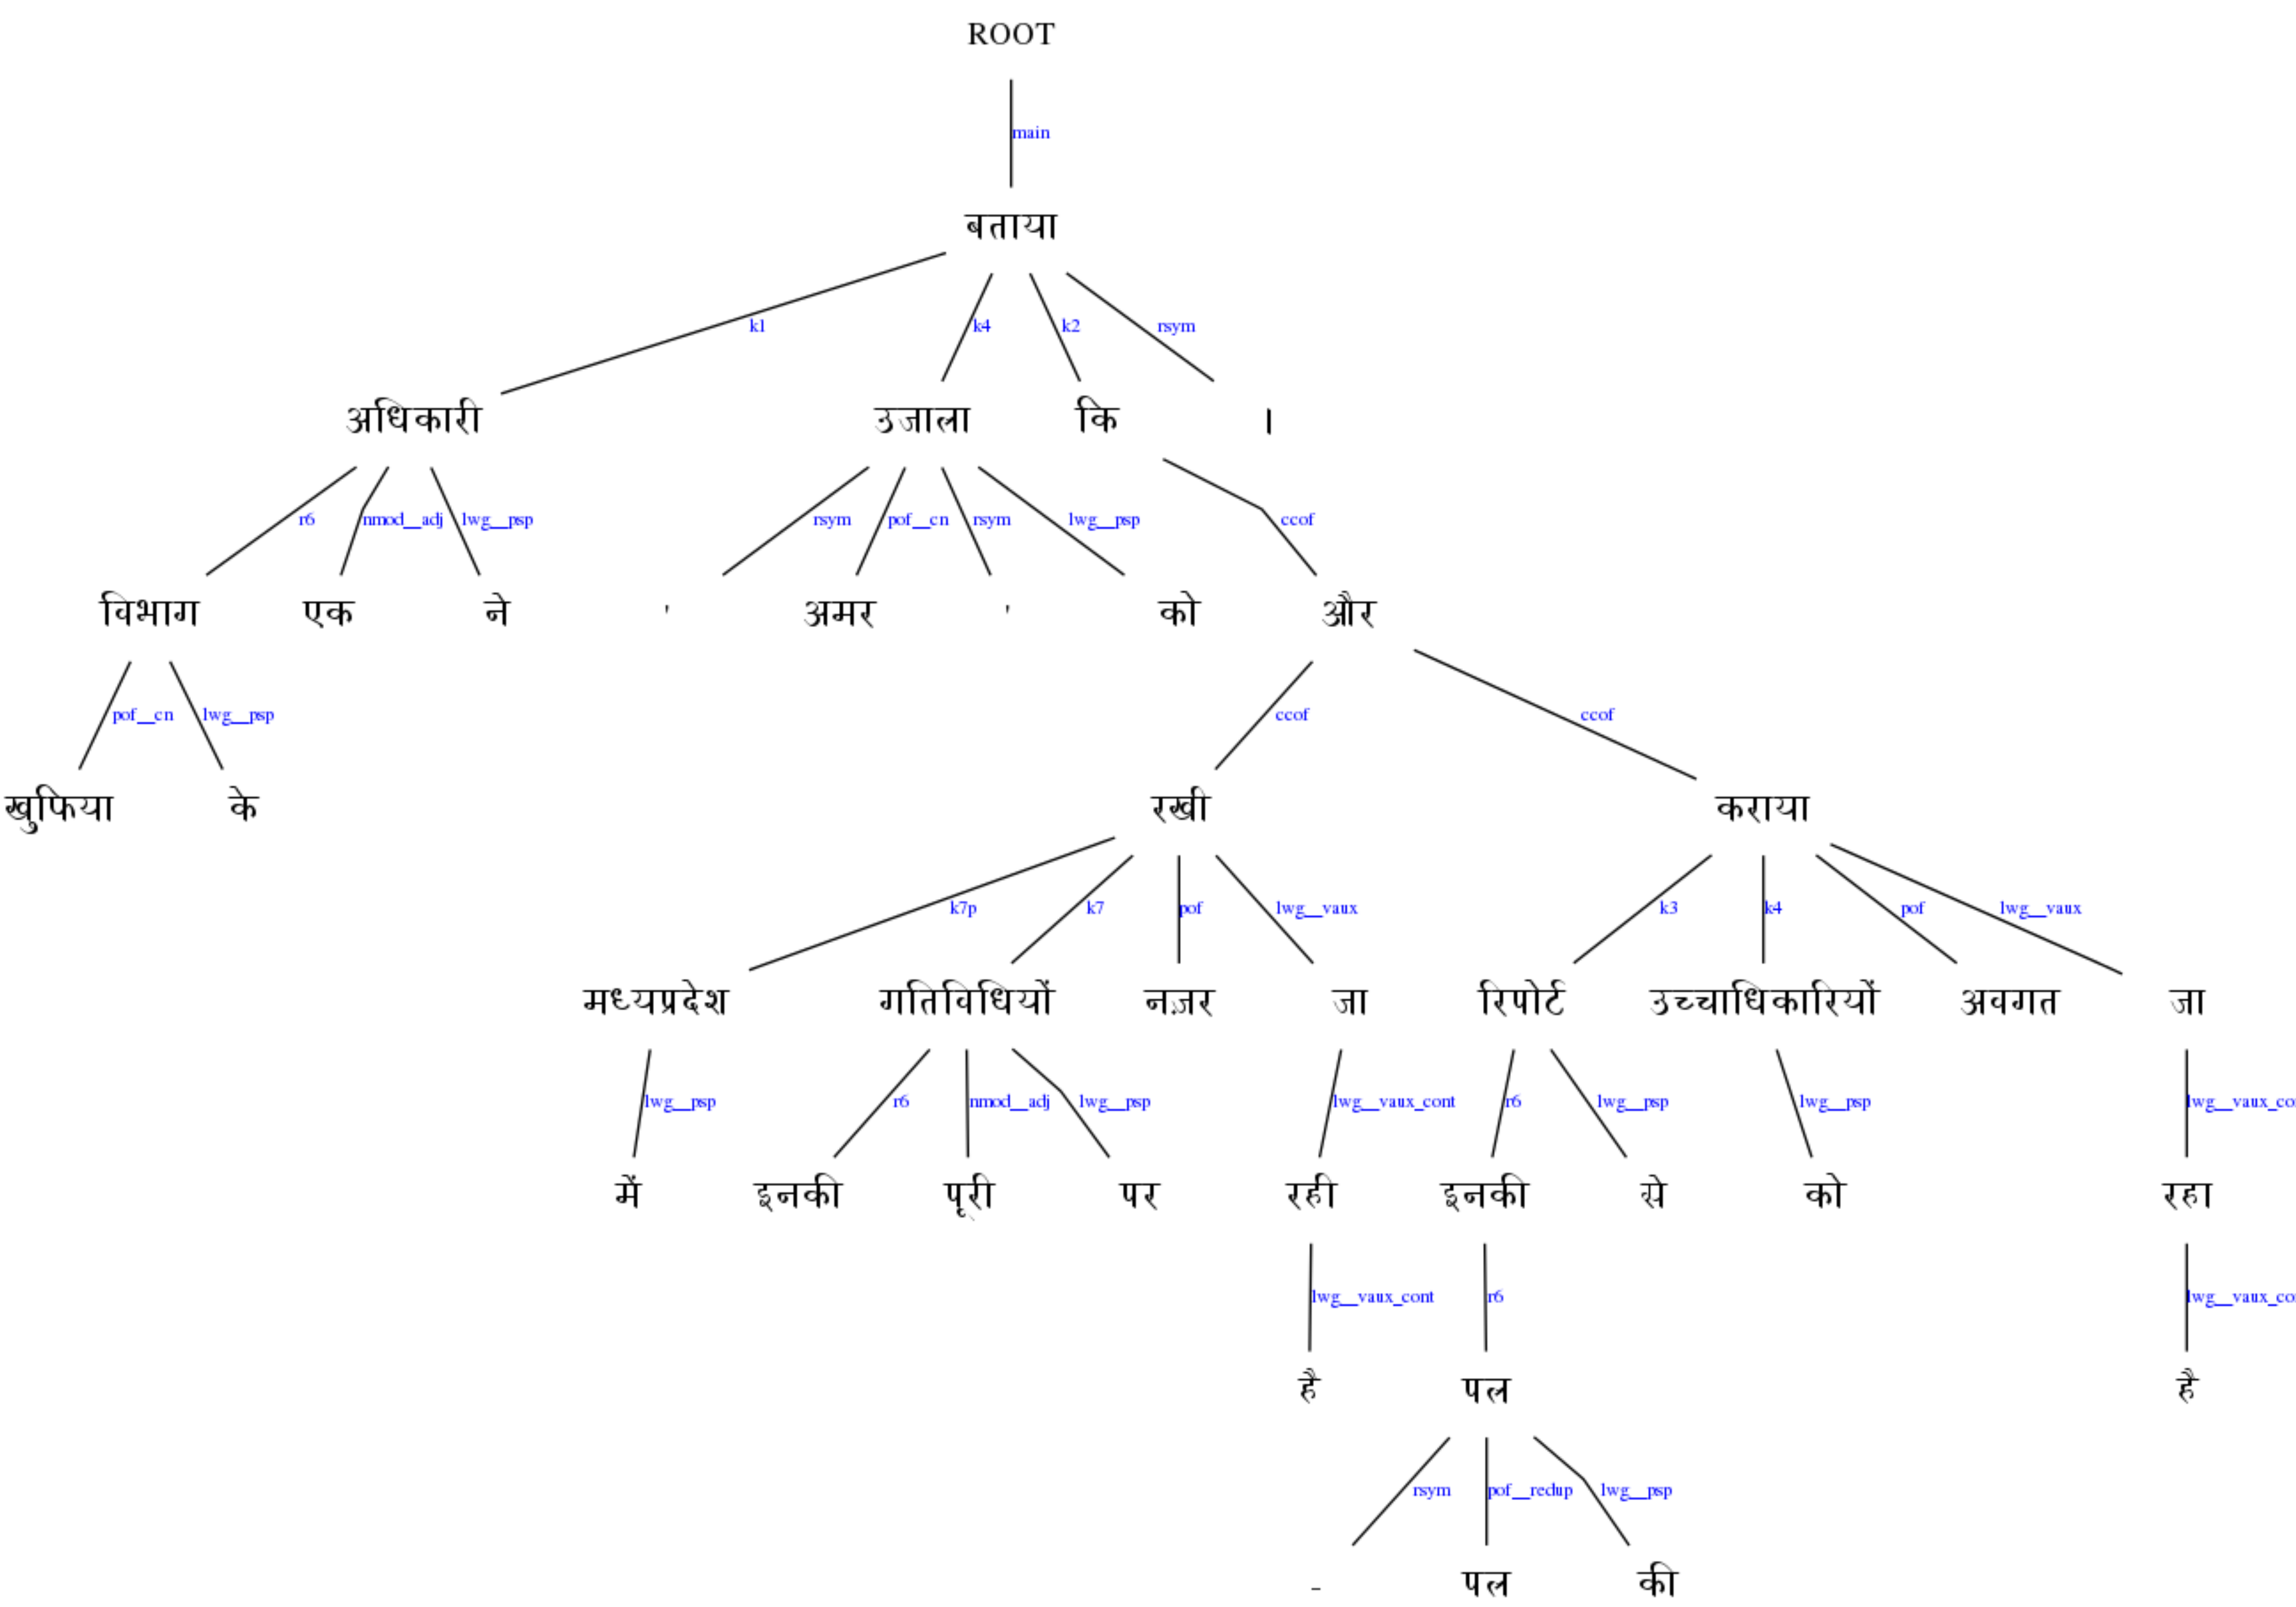 ROOT
main
बताया
k1 k4 k2 rsym
अधिकारी उजाला कि ।
r6 nmod__adj lwg__psp rsym pof__cn rsym lwg__psp ccof
विभाग एक ने ' अमर ' को और
pof__cn lwg__psp ccof ccof
खुफिया के रखी कराया
k7p k7 pof lwg__vaux k3 k4 pof lwg__vaux
मध्यप्रदेश गतिविधियों नज़र जा रिपोर्ट उच्चाधिकारियों अवगत जा
lwg__psp r6 nmod__adj lwg__psp lwg__vaux_cont r6 lwg__psp lwg__psp lwg__vaux_co
में इनकी पूरी पर रही इनकी से को रहा
lwg__vaux_cont r6 lwg__vaux_co
है पल है
rsym pof__redup lwg__psp
- पल की